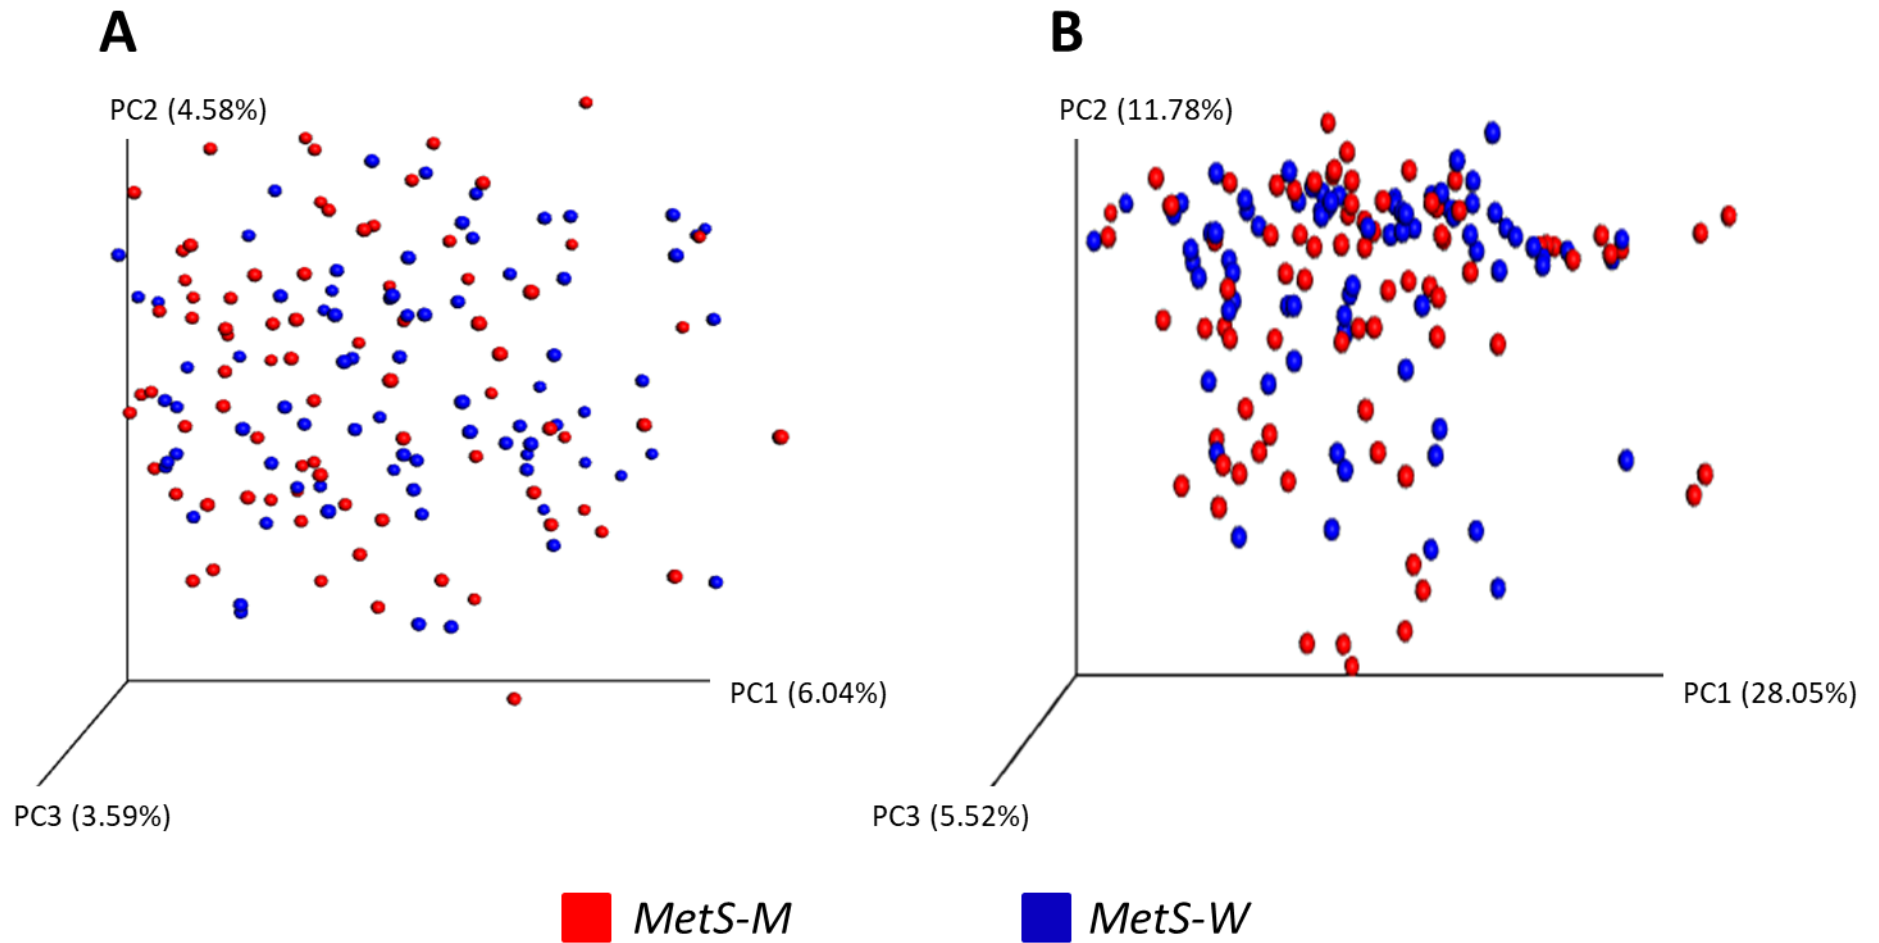 A
B
PC2 (4.58%)
PC2 (11.78%)
PC1 (6.04%)
PC1 (28.05%)
PC3 (3.59%)
PC3 (5.52%)
MetS-M
MetS-W